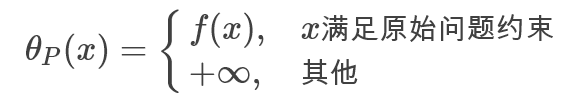 θ_P(x) = { f(x), x满足原始问题约束
+∞, 其他